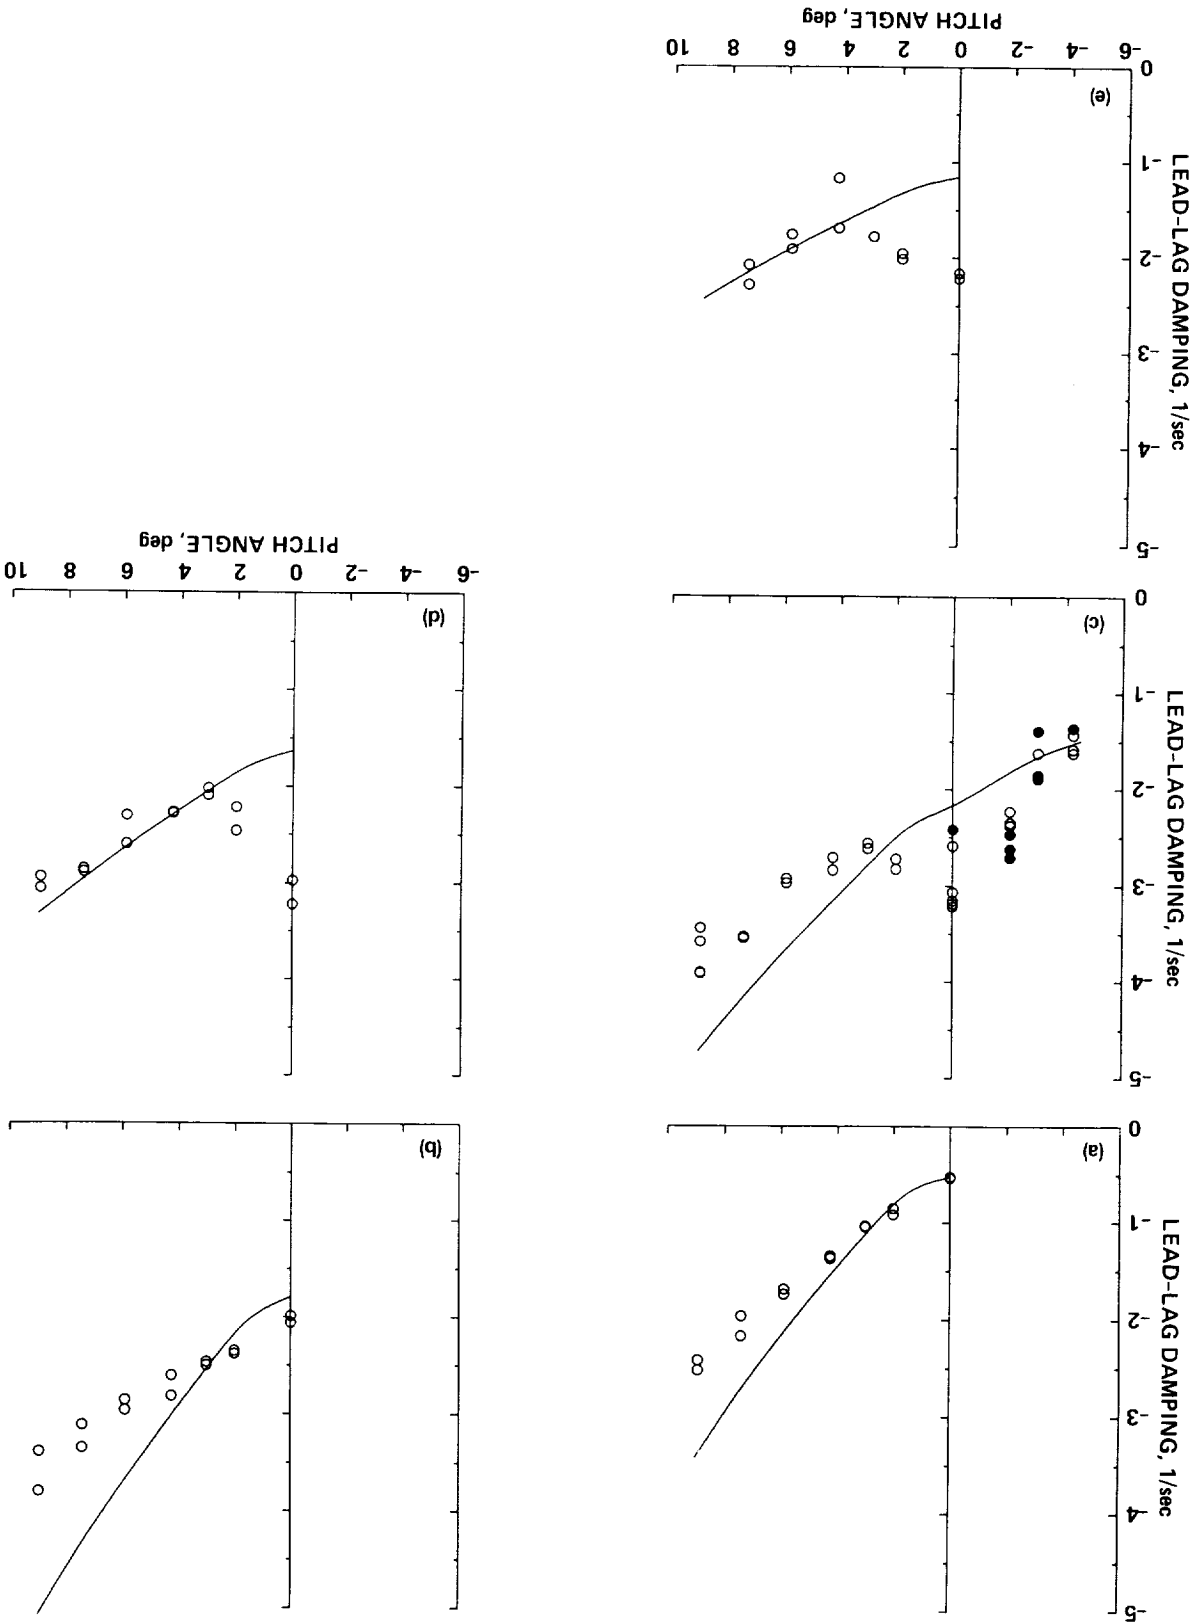 LEAD-LAG DAMPING, 1/sec
-5
-4
-3
-2
-1
0
(a)
(b)
LEAD-LAG DAMPING, 1/sec
-5
-4
-3
-2
-1
0
(c)
(d)
-6 -4 -2 0 2 4 6 8 10
PITCH ANGLE, deg
LEAD-LAG DAMPING, 1/sec
-5
-4
-3
-2
-1
0
(e)
-6 -4 -2 0 2 4 6 8 10
PITCH ANGLE, deg